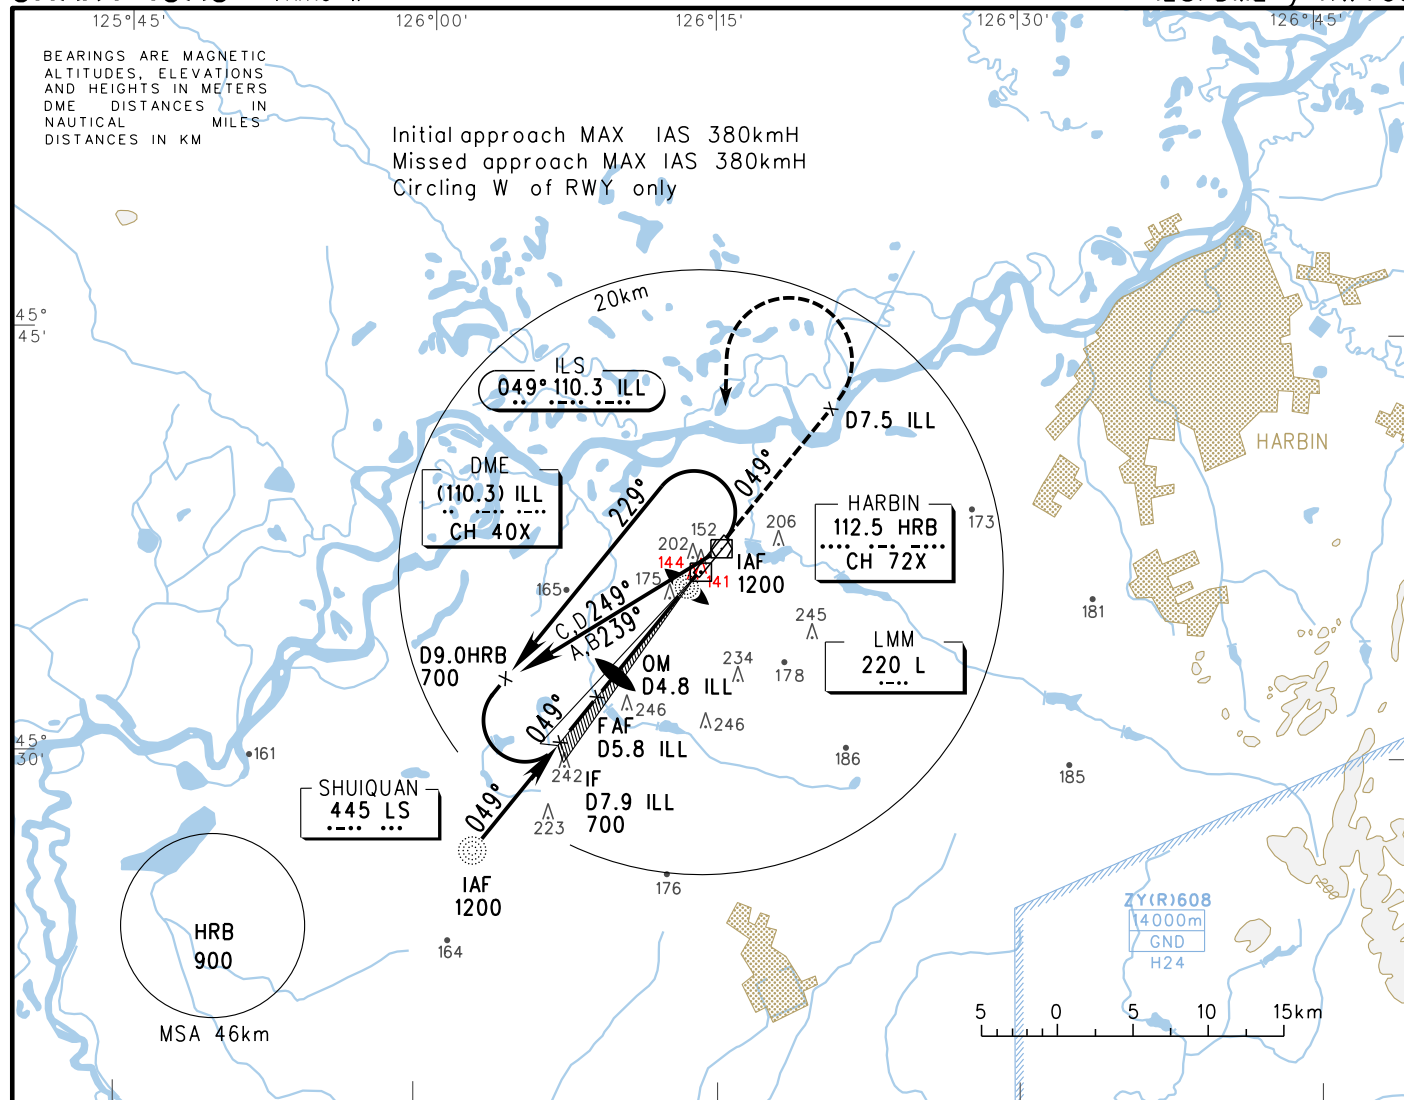 125°45'
126°00'
126°15'
126°30'
126°45'
BEARINGS ARE MAGNETIC
ALTITUDES, ELEVATIONS
AND HEIGHTS IN METERS
DME DISTANCES IN
NAUTICAL MILES
DISTANCES IN KM
Initial approach MAX IAS 380kmH
Missed approach MAX IAS 380kmH
Circling W of RWY only
45°
45'
20km
ILS
049° 110.3 ILL
D7.5 ILL
HARBIN
DME
(110.3) ILL
CH 40X
229°
049°
HARBIN
112.5 HRB
CH 72X
173
206
152
202
144
141
175
IAF
1200
165
C,D 249°
A,B 239°
181
245
LMM
220 L
D9.0HRB
700
OM
D4.8 ILL
234
178
246
246
049°
FAF
D5.8 ILL
45°
30'
161
186
185
242
IF
D7.9 ILL
700
SHUIQUAN
445 LS
049°
223
IAF
1200
176
HRB
900
164
MSA 46km
200
ZY(R)608
14000m
GND
H24
5 0 5 10 15km